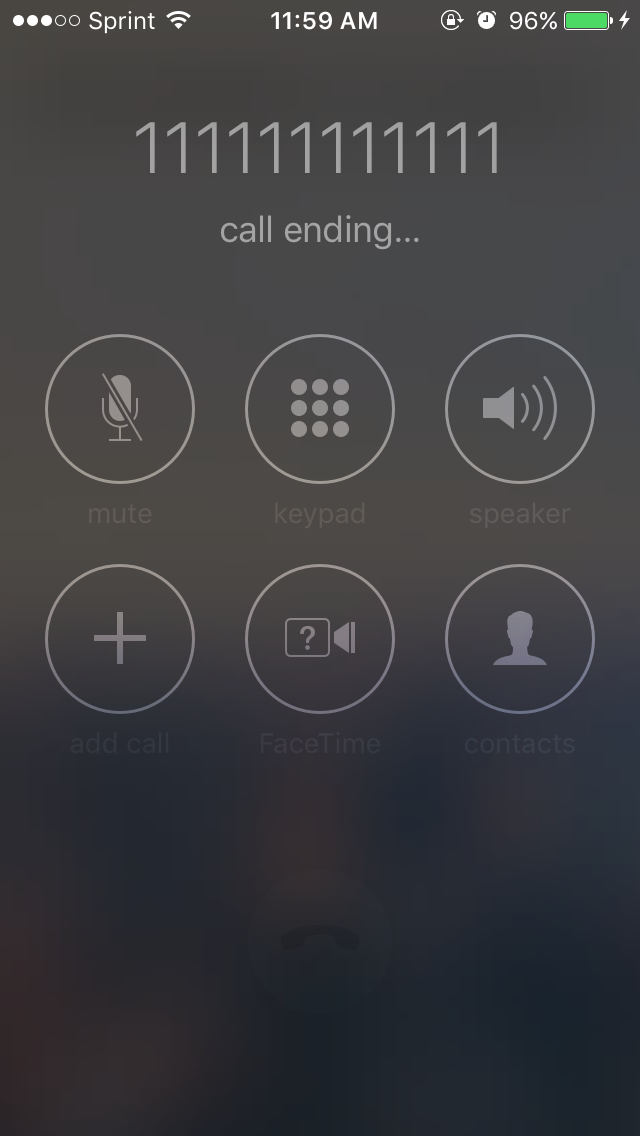 Sprint 11:59 AM 96%
111111111111
call ending...
mute keypad speaker
?
add call FaceTime contacts